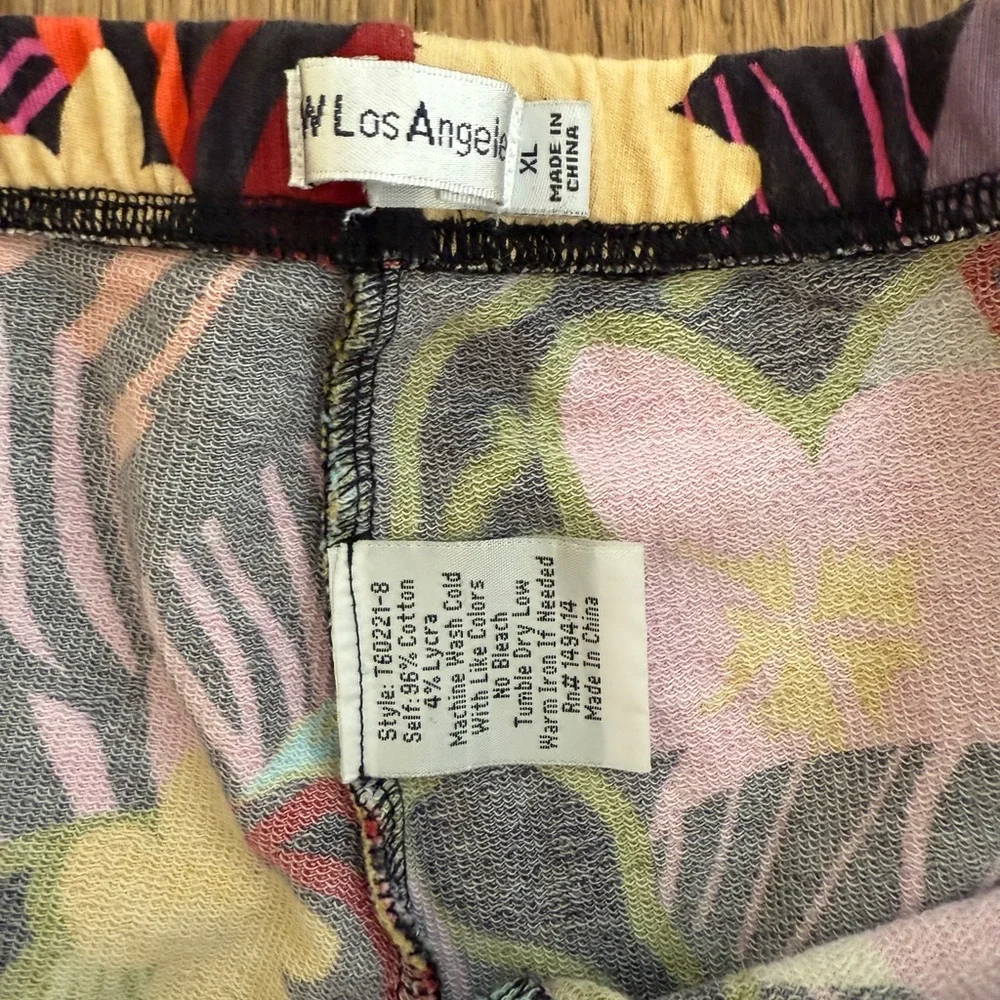 W Los Angeles
XL
MADE IN
CHINA
Style: T60221-8
Self: 96% Cotton
4% Lycra
Machine Wash Cold
With Like Colors
No Bleach
Tumble Dry Low
Warm Iron If Needed
Rn# 149414
Made In China